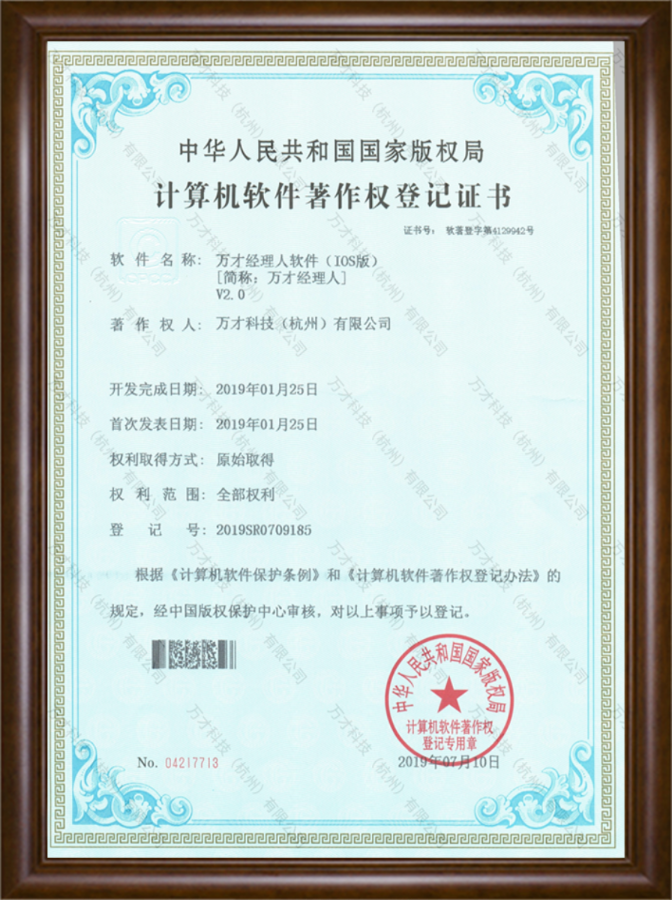 中华人民共和国国家版权局
计算机软件著作权登记证书
证书号： 软著登字第4129942号
软件名称： 万才经理人软件（IOS版）
[简称：万才经理人]
V2.0
著作权人： 万才科技（杭州）有限公司
开发完成日期： 2019年01月25日
首次发表日期： 2019年01月25日
权利取得方式： 原始取得
权利范围： 全部权利
登记号： 2019SR0709185
根据《计算机软件保护条例》和《计算机软件著作权登记办法》的
规定，经中国版权保护中心审核，对以上事项予以登记。
中华人民共和国国家版权局
计算机软件著作权
登记专用章
No. 04217713
2019年07月10日
万才科技（杭州）有限公司